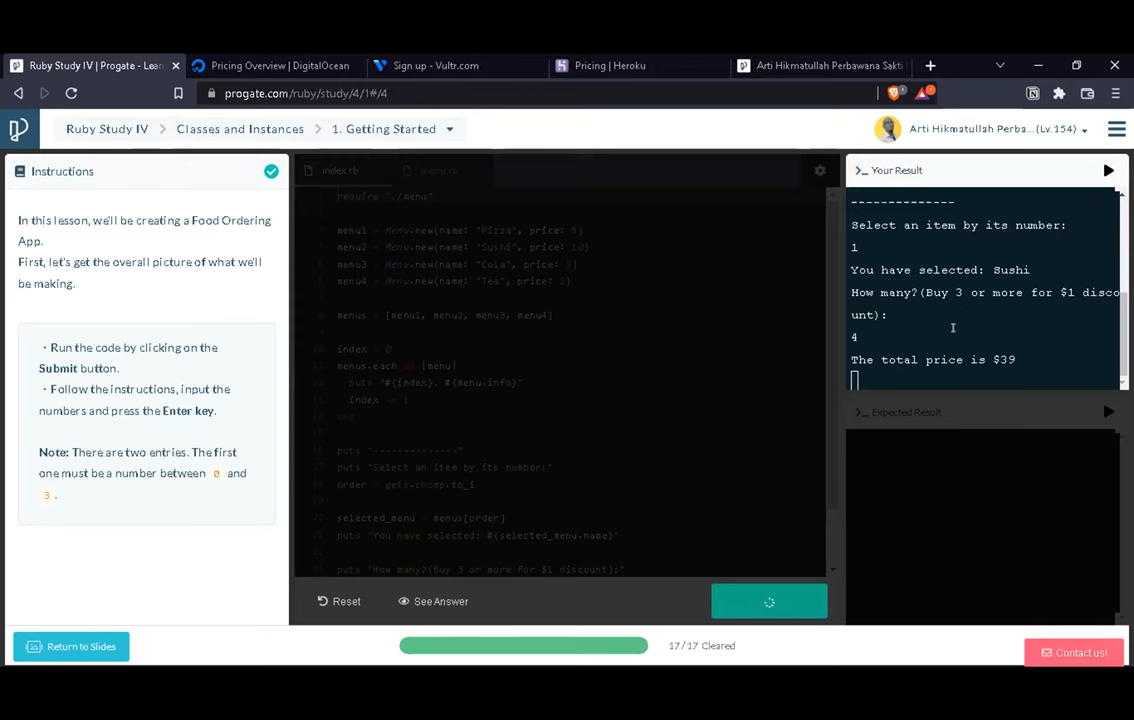 Ruby Study IV | Progate - Lear
Pricing Overview | DigitalOcean
Sign up - Vultr.com
Pricing | Heroku
Arti Hikmatullah Perbawana Sakti
progate.com/ruby/study/4/1#/4
Ruby Study IV
Classes and Instances
1. Getting Started
Arti Hikmatullah Perba...(Lv.154)
Instructions
In this lesson, we'll be creating a Food Ordering
App.
First, let's get the overall picture of what we'll
be making.
・Run the code by clicking on the
Submit button.
・Follow the instructions, input the
numbers and press the Enter key.
Note: There are two entries. The first
one must be a number between 0 and
3 .
index.rb
menu.rb
require "./menu"
menu1 = Menu.new(name: "Pizza", price: 8)
menu2 = Menu.new(name: "Sushi", price: 10)
menu3 = Menu.new(name: "Cola", price: 3)
menu4 = Menu.new(name: "Tea", price: 2)
menus = [menu1, menu2, menu3, menu4]
index = 0
menus.each do |menu|
puts "#{index}. #{menu.info}"
index += 1
end
puts "--------------"
puts "Select an item by its number:"
order = gets.chomp.to_i
selected_menu = menus[order]
puts "You have selected: #{selected_menu.name}"
puts "How many?(Buy 3 or more for $1 discount):"
Reset
See Answer
Your Result
--------------
Select an item by its number:
1
You have selected: Sushi
How many?(Buy 3 or more for $1 disco
unt):
4
The total price is $39
Expected Result
Return to Slides
17/17 Cleared
Contact us!